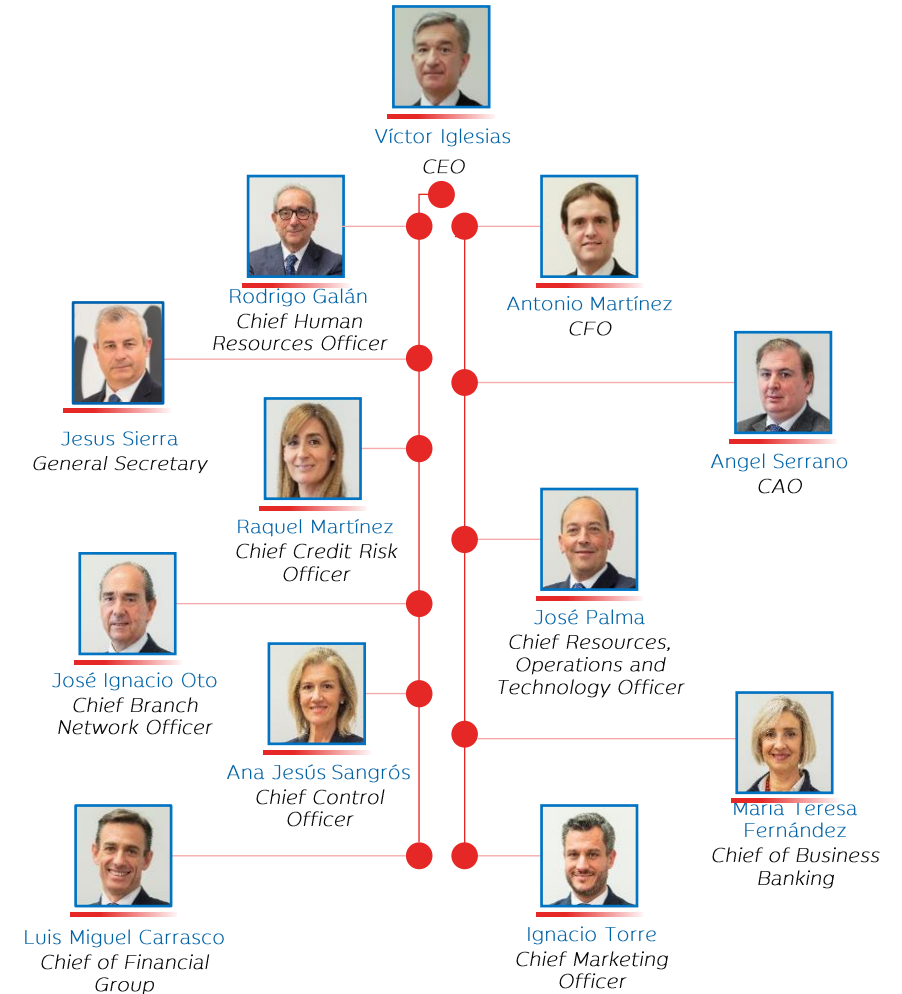 Víctor Iglesias
CEO
Rodrigo Galán
Chief Human
Resources Officer
Antonio Martínez
CFO
Jesus Sierra
General Secretary
Angel Serrano
CAO
Raquel Martínez
Chief Credit Risk
Officer
José Palma
Chief Resources,
Operations and
Technology Officer
José Ignacio Oto
Chief Branch
Network Officer
Ana Jesús Sangrós
Chief Control
Officer
María Teresa
Fernández
Chief of Business
Banking
Luis Miguel Carrasco
Chief of Financial
Group
Ignacio Torre
Chief Marketing
Officer